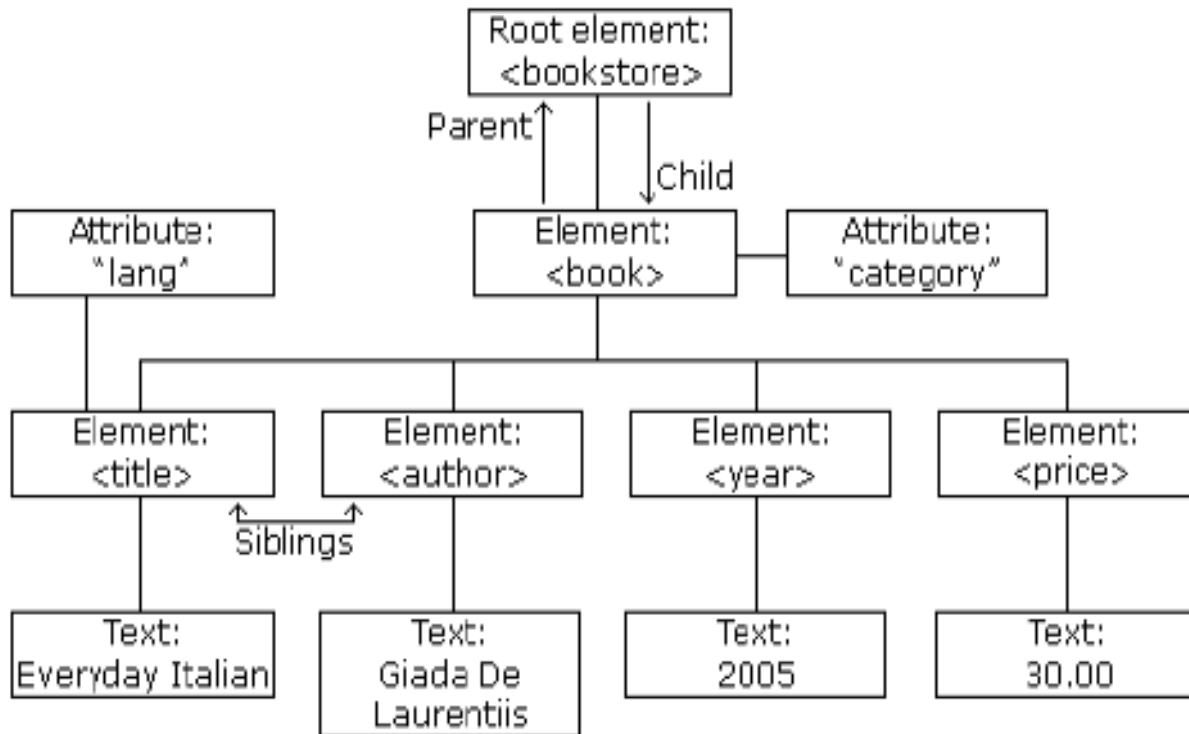 Root element:
<bookstore>
Parent
Child
Attribute:
“lang”
Element:
<book>
Attribute:
“category”
Element:
<title>
Element:
<author>
Element:
<year>
Element:
<price>
Siblings
Text:
Everyday Italian
Text:
Giada De
Laurentiis
Text:
2005
Text:
30.00